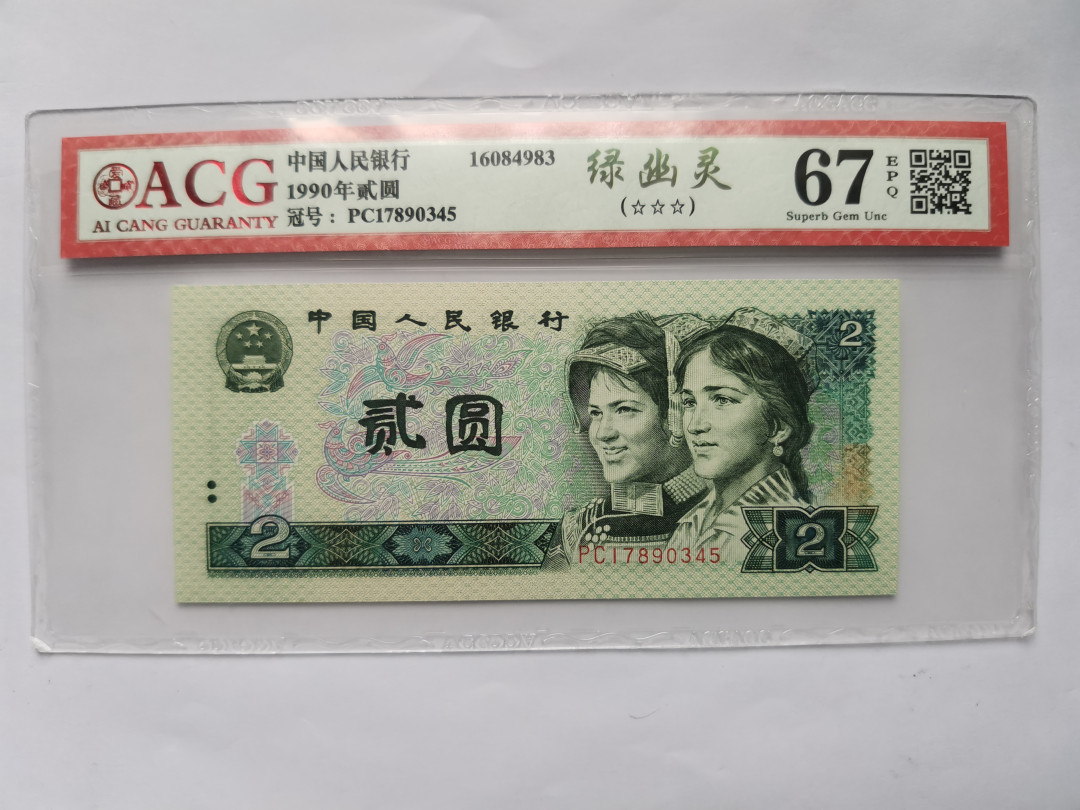 ACG
AI CANG GUARANTY
中国人民银行
1990年贰圆
冠号：PC17890345
16084983
绿幽灵
(☆☆☆)
67
EPQ
Superb Gem Unc
中国人民银行
2
贰圆
2
PC17890345
2